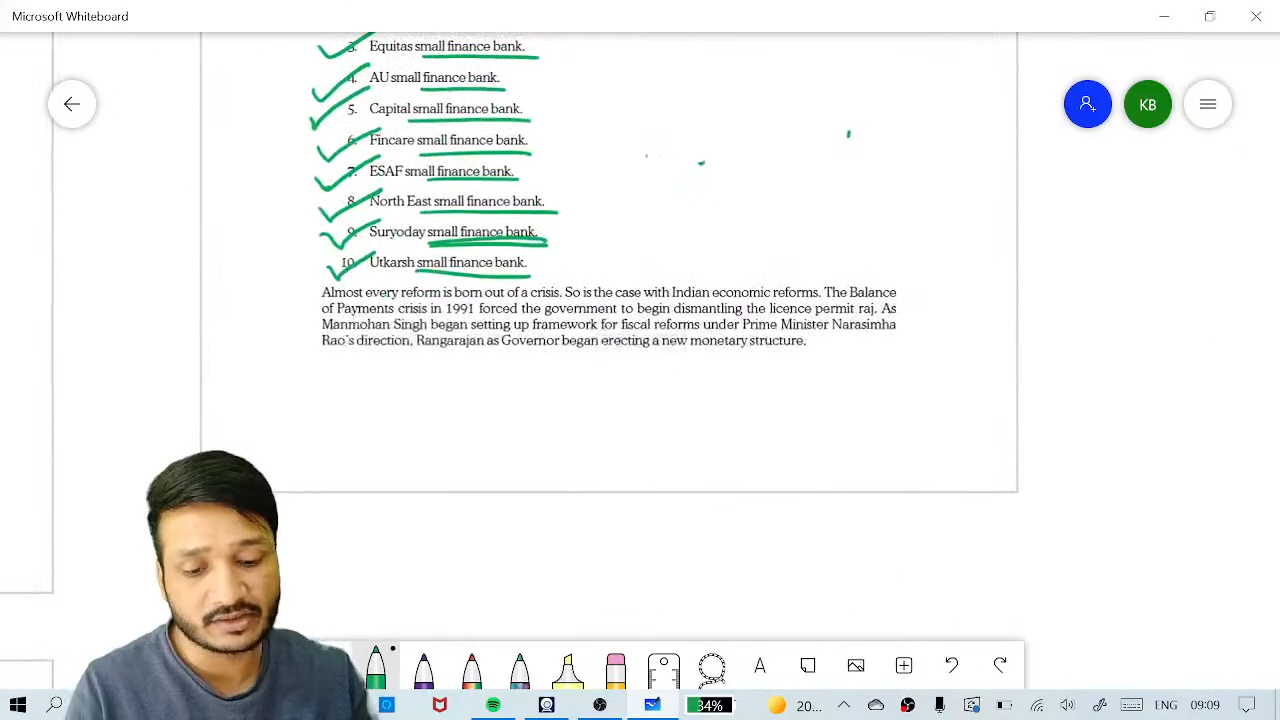 Microsoft Whiteboard
3. Equitas small finance bank.
4. AU small finance bank.
5. Capital small finance bank.
6. Fincare small finance bank.
7. ESAF small finance bank.
8. North East small finance bank.
9. Suryoday small finance bank.
10. Utkarsh small finance bank.
Almost every reform is born out of a crisis. So is the case with Indian economic reforms. The Balance
of Payments crisis in 1991 forced the government to begin dismantling the licence permit raj. As
Manmohan Singh began setting up framework for fiscal reforms under Prime Minister Narasimha
Rao's direction, Rangarajan as Governor began erecting a new monetary structure.
KB
A
34%
ENG
09:09